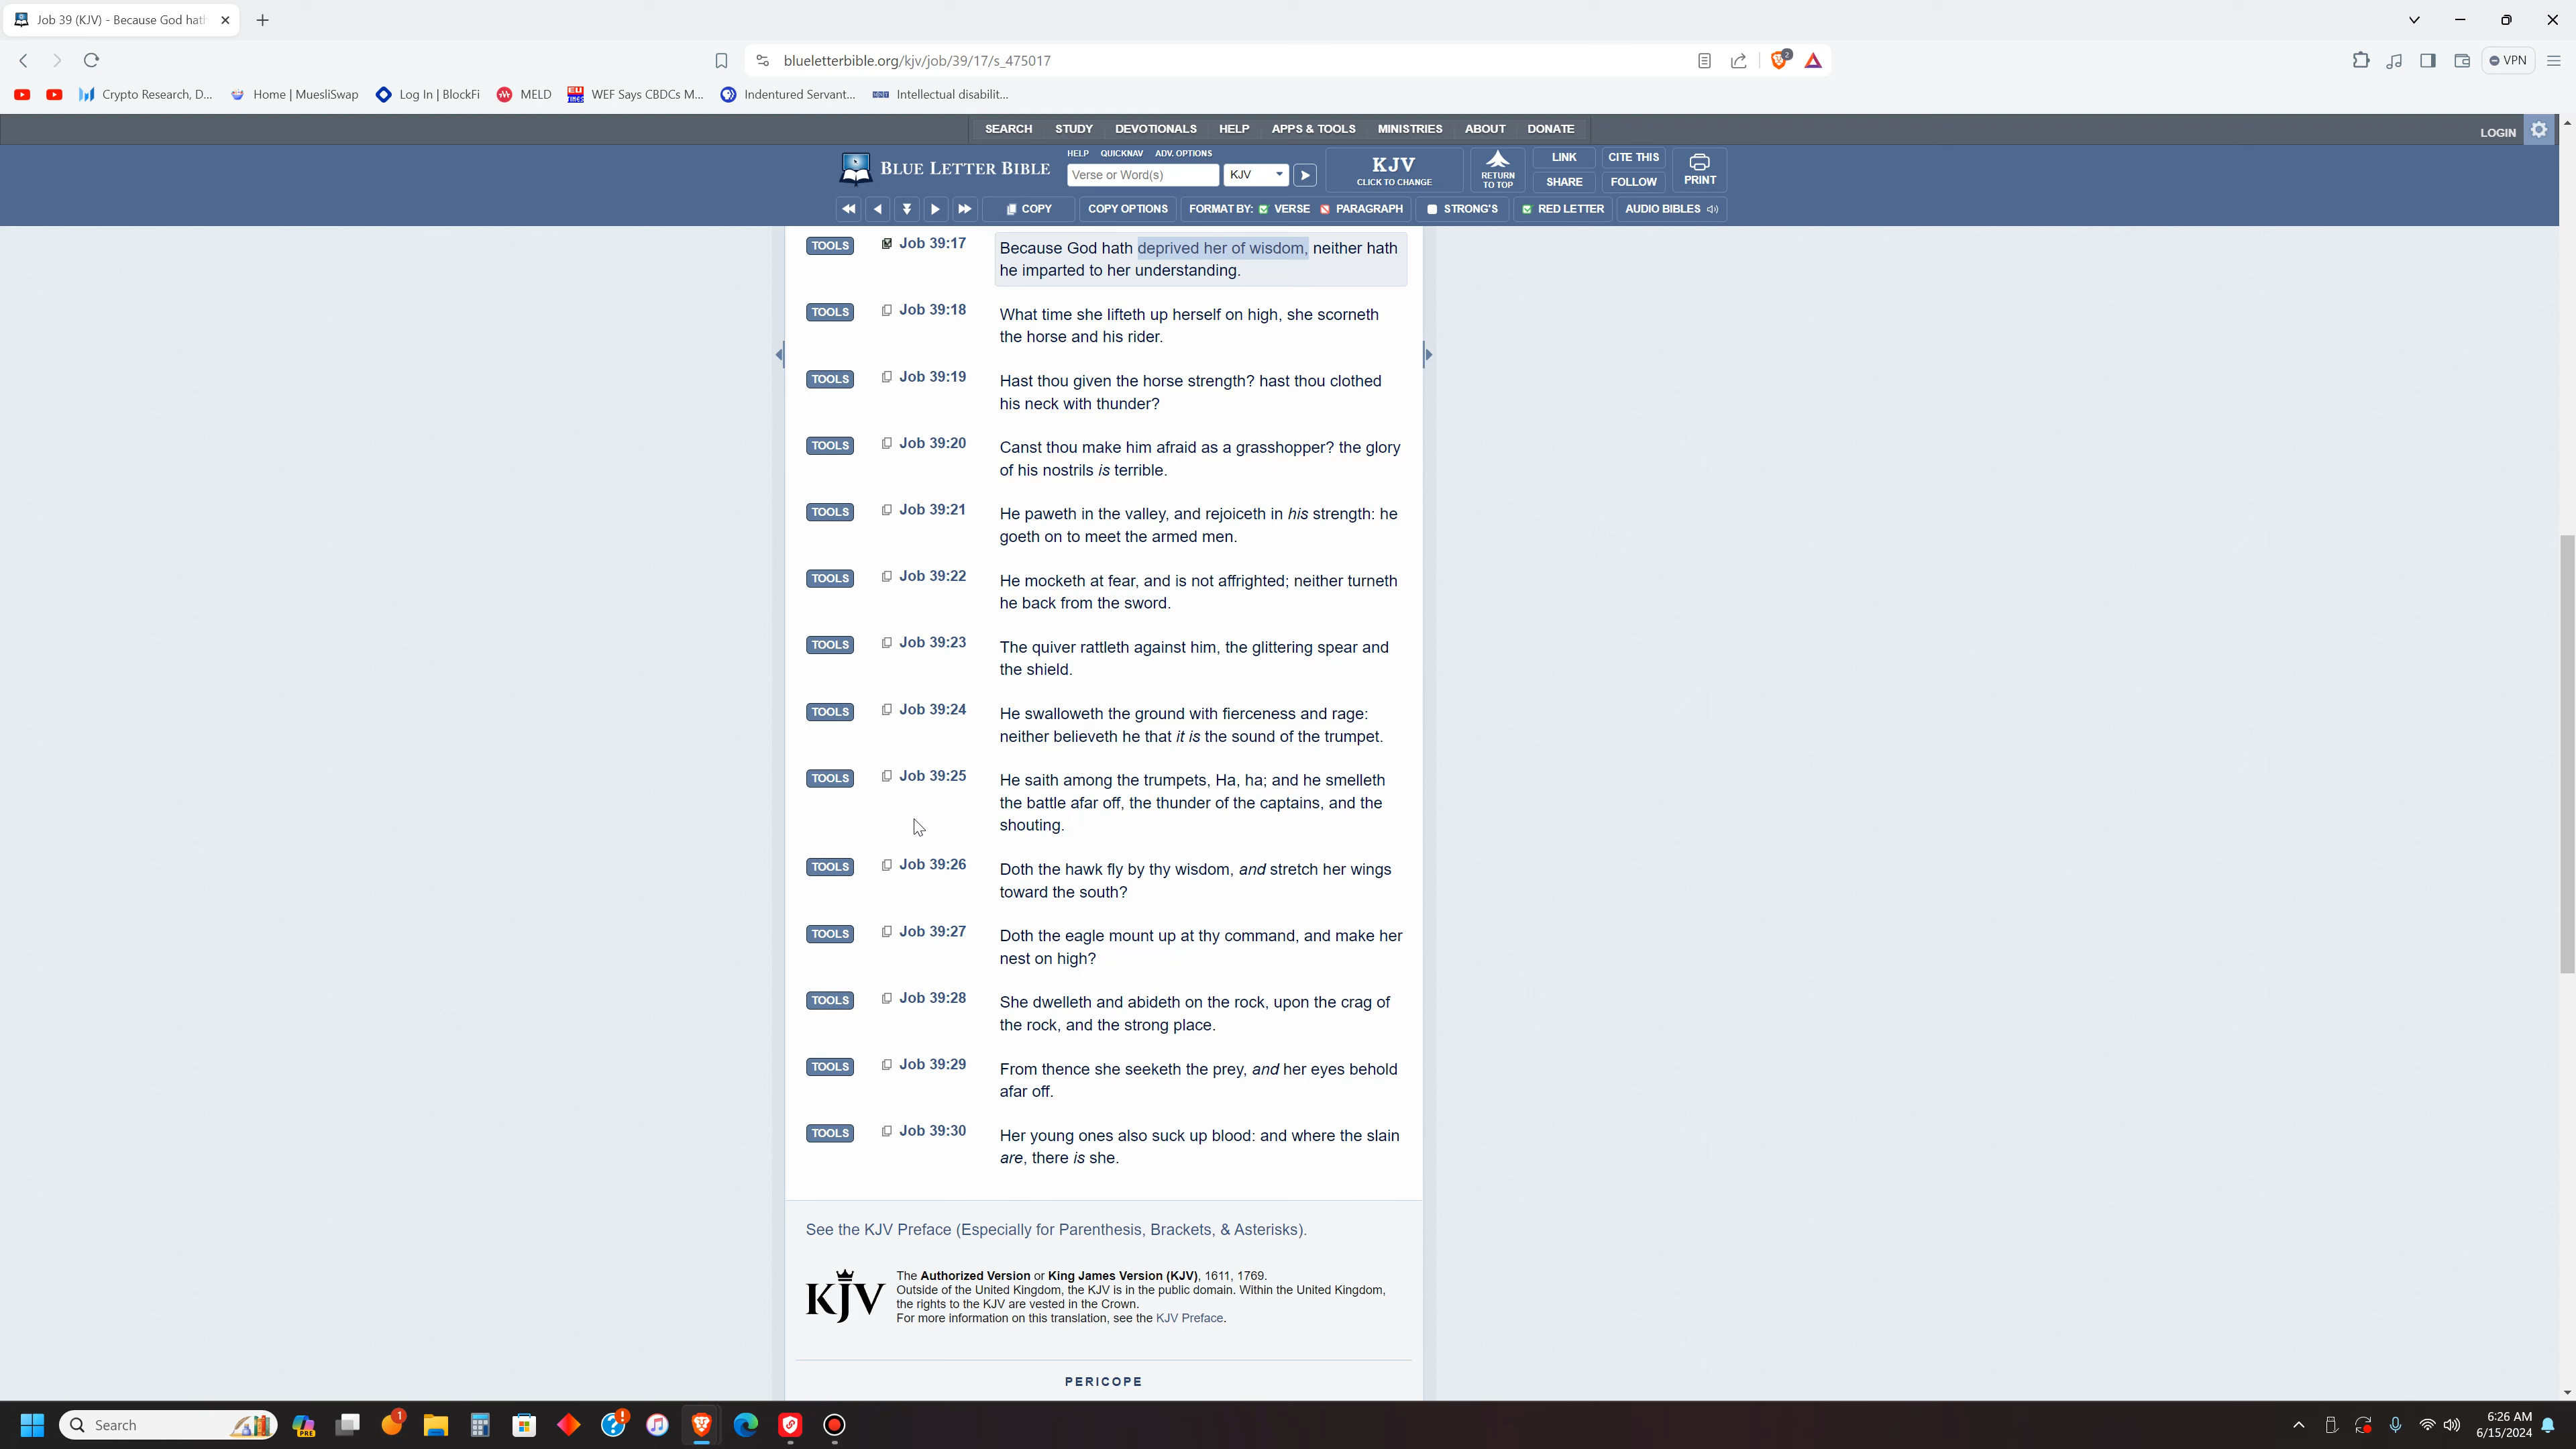 Job 39 (KJV) - Because God hath
blueletterbible.org/kjv/job/39/17/s_475017
2
VPN
Crypto Research, D...
Home | MuesliSwap
Log In | BlockFi
MELD
WEF Says CBDCs M...
Indentured Servant...
Intellectual disabilit...
SEARCH STUDY DEVOTIONALS HELP APPS & TOOLS MINISTRIES ABOUT DONATE
LOGIN
BLUE LETTER BIBLE
HELP QUICKNAV ADV. OPTIONS
Verse or Word(s)
KJV
KJV
CLICK TO CHANGE
RETURN
TO TOP
LINK
CITE THIS
SHARE
FOLLOW
PRINT
COPY
COPY OPTIONS
FORMAT BY: VERSE PARAGRAPH
STRONG'S
RED LETTER
AUDIO BIBLES
TOOLS Job 39:17 Because God hath deprived her of wisdom, neither hath
he imparted to her understanding.
TOOLS Job 39:18 What time she lifteth up herself on high, she scorneth
the horse and his rider.
TOOLS Job 39:19 Hast thou given the horse strength? hast thou clothed
his neck with thunder?
TOOLS Job 39:20 Canst thou make him afraid as a grasshopper? the glory
of his nostrils is terrible.
TOOLS Job 39:21 He paweth in the valley, and rejoiceth in his strength: he
goeth on to meet the armed men.
TOOLS Job 39:22 He mocketh at fear, and is not affrighted; neither turneth
he back from the sword.
TOOLS Job 39:23 The quiver rattleth against him, the glittering spear and
the shield.
TOOLS Job 39:24 He swalloweth the ground with fierceness and rage:
neither believeth he that it is the sound of the trumpet.
TOOLS Job 39:25 He saith among the trumpets, Ha, ha; and he smelleth
the battle afar off, the thunder of the captains, and the
shouting.
TOOLS Job 39:26 Doth the hawk fly by thy wisdom, and stretch her wings
toward the south?
TOOLS Job 39:27 Doth the eagle mount up at thy command, and make her
nest on high?
TOOLS Job 39:28 She dwelleth and abideth on the rock, upon the crag of
the rock, and the strong place.
TOOLS Job 39:29 From thence she seeketh the prey, and her eyes behold
afar off.
TOOLS Job 39:30 Her young ones also suck up blood: and where the slain
are, there is she.
See the KJV Preface (Especially for Parenthesis, Brackets, & Asterisks).
KJV
The Authorized Version or King James Version (KJV), 1611, 1769.
Outside of the United Kingdom, the KJV is in the public domain. Within the United Kingdom,
the rights to the KJV are vested in the Crown.
For more information on this translation, see the KJV Preface.
PERICOPE
Search
PRE
1
6:26 AM
6/15/2024